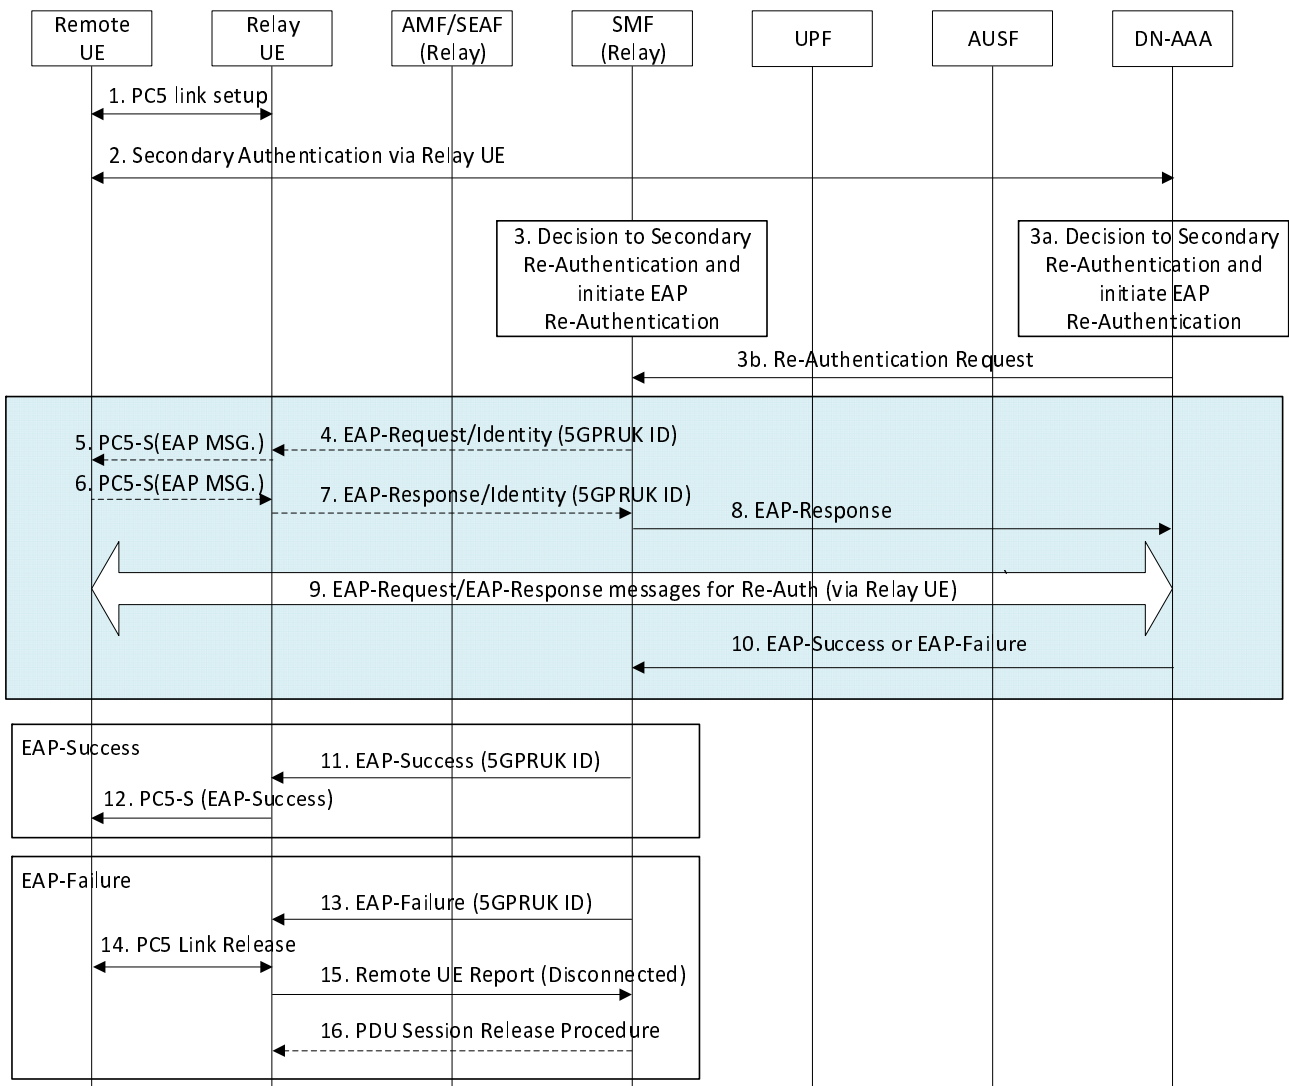 Remote
UE
Relay
UE
AMF/SEAF
(Relay)
SMF
(Relay)
UPF
AUSF
DN-AAA
1. PC5 link setup
2. Secondary Authentication via Relay UE
3. Decision to Secondary
Re-Authentication and
initiate EAP
Re-Authentication
3a. Decision to Secondary
Re-Authentication and
initiate EAP
Re-Authentication
3b. Re-Authentication Request
4. EAP-Request/Identity (5GPRUK ID)
5. PC5-S(EAP MSG.)
6. PC5-S(EAP MSG.)
7. EAP-Response/Identity (5GPRUK ID)
8. EAP-Response
9. EAP-Request/EAP-Response messages for Re-Auth (via Relay UE)
10. EAP-Success or EAP-Failure
EAP-Success
11. EAP-Success (5GPRUK ID)
12. PC5-S (EAP-Success)
EAP-Failure
13. EAP-Failure (5GPRUK ID)
14. PC5 Link Release
15. Remote UE Report (Disconnected)
16. PDU Session Release Procedure